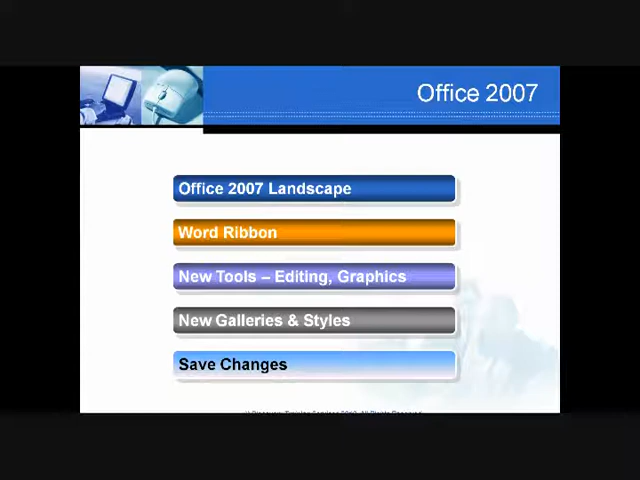 Office 2007
Office 2007 Landscape
Word Ribbon
New Tools – Editing, Graphics
New Galleries & Styles
Save Changes